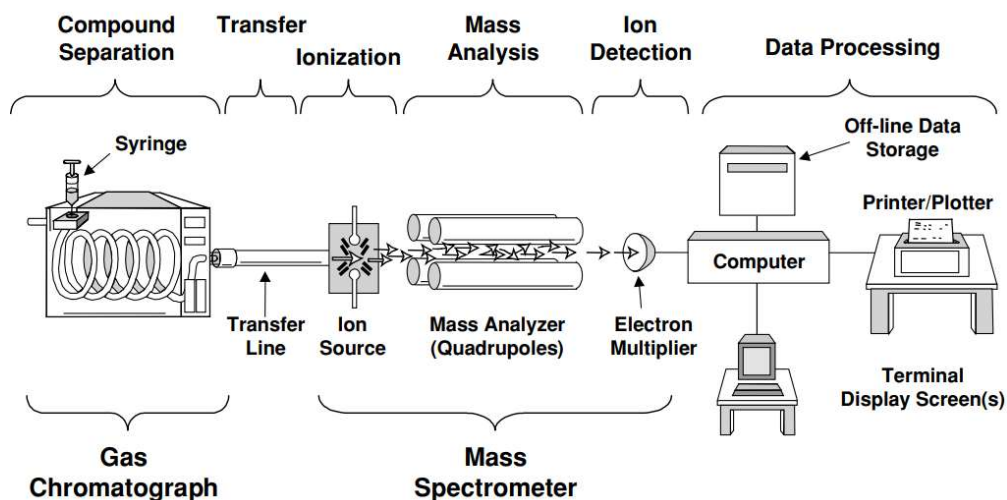 Compound
Separation
Transfer
Ionization
Mass
Analysis
Ion
Detection
Data Processing
Syringe
Off-line Data
Storage
Printer/Plotter
Computer
Transfer
Line
Ion
Source
Mass Analyzer
(Quadrupoles)
Electron
Multiplier
Terminal
Display Screen(s)
Gas
Chromatograph
Mass
Spectrometer